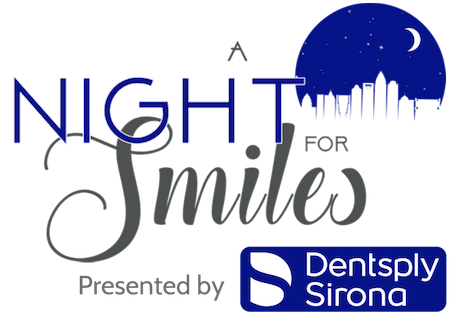 A
NIGHT
FOR
Smiles
Presented by
Dentsply
Sirona